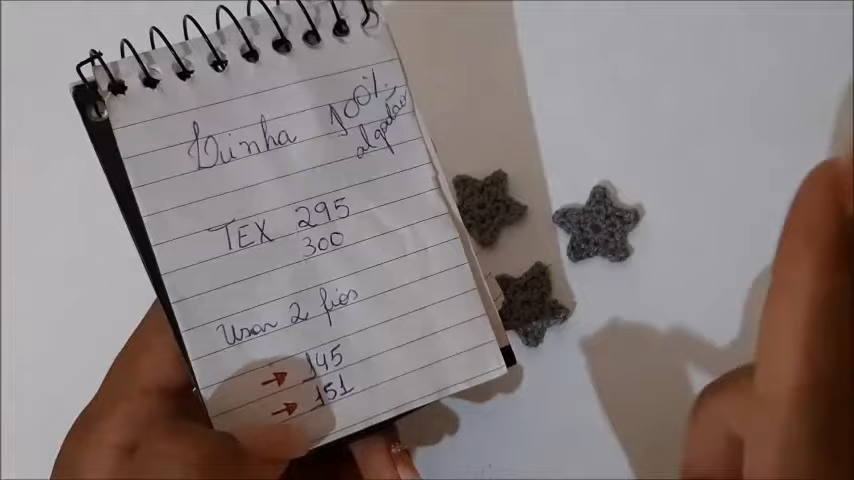 Linha 100%
algodão
TEX 295
300
Usar 2 fios
→ 145
→ 151